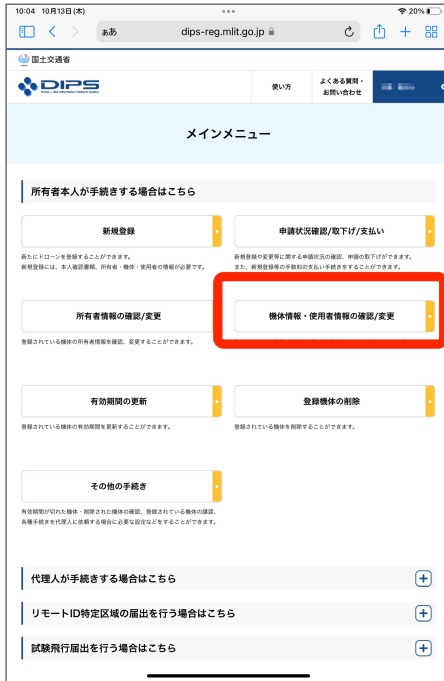 10:04 10月13日(木)
20%
ああ
dips-reg.mlit.go.jp
国土交通省
DIPS
使い方
よくある質問・
お問い合わせ
メインメニュー
所有者本人が手続きする場合はこちら
新規登録
申請状況確認/取下げ/支払い
新たにドローンを登録することができます。
新規登録には、本人確認書類、所有者・機体・使用者の情報が必要です。
新規登録や変更等に関する申請状況の確認、申請の取下げができます。
また、新規登録等の手数料の支払い手続きをすることができます。
所有者情報の確認/変更
機体情報・使用者情報の確認/変更
登録されている機体の所有者情報を確認、変更することができます。
有効期間の更新
登録機体の削除
登録されている機体の有効期間を更新することができます。
登録されている機体を削除することができます。
その他の手続き
有効期間が切れた機体・削除された機体の確認、登録されている機体の譲渡、
各種手続きを代理人に依頼する場合に必要な設定などをすることができます。
代理人が手続きする場合はこちら
リモートID特定区域の届出を行う場合はこちら
試験飛行届出を行う場合はこちら